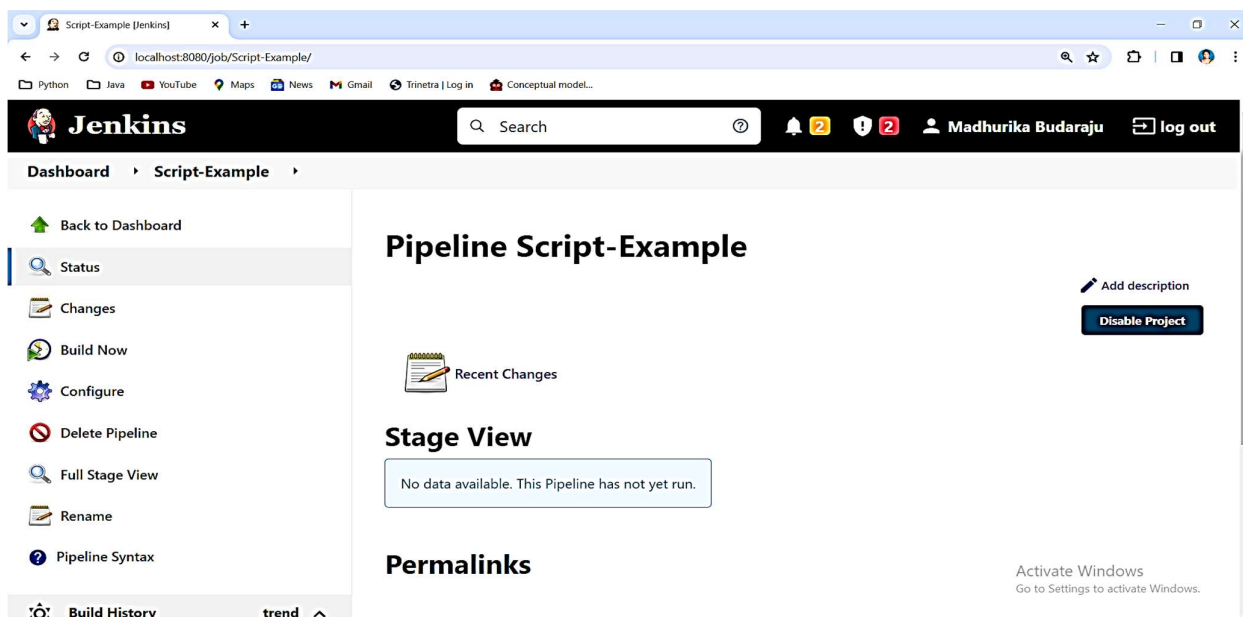 Script-Example [Jenkins]
localhost:8080/job/Script-Example/
Python Java YouTube Maps News Gmail Trinetra | Log in Conceptual model...
Jenkins Search 2 2 Madhurika Budaraju log out
Dashboard Script-Example
Back to Dashboard
Status
Changes
Build Now
Configure
Delete Pipeline
Full Stage View
Rename
Pipeline Syntax
Build History trend
Pipeline Script-Example
Add description
Disable Project
Recent Changes
Stage View
No data available. This Pipeline has not yet run.
Permalinks
Activate Windows
Go to Settings to activate Windows.